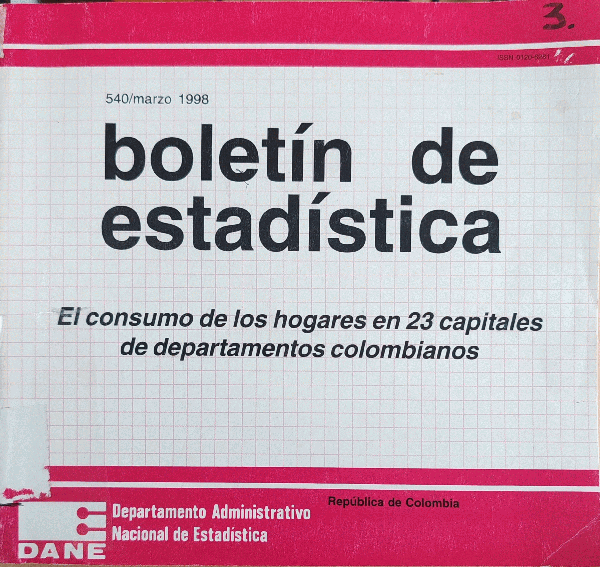 3.
540/marzo 1998
boletín de
estadística
El consumo de los hogares en 23 capitales
de departamentos colombianos
República de Colombia
Departamento Administrativo
Nacional de Estadística
DANE